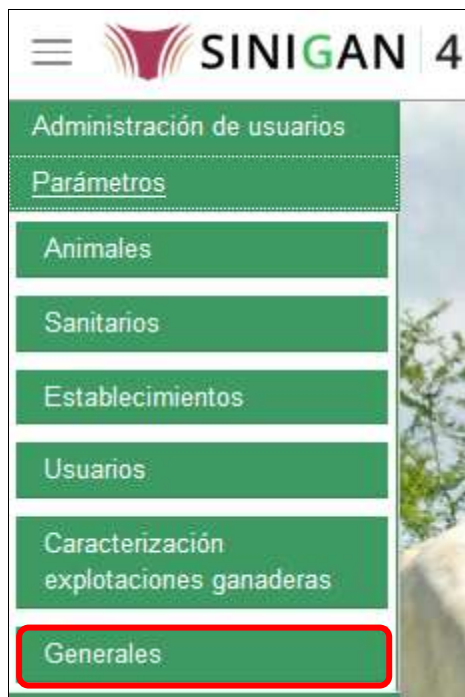 SINIGAN 4
Administración de usuarios
Parámetros
Animales
Sanitarios
Establecimientos
Usuarios
Caracterización
explotaciones ganaderas
Generales